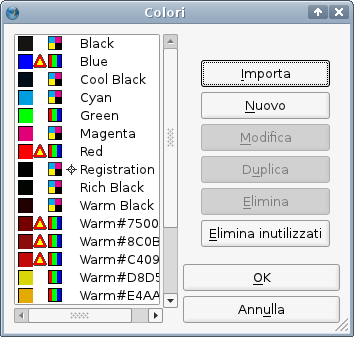 Colori
Black
Blue
Cool Black
Cyan
Green
Magenta
Red
Registration
Rich Black
Warm Black
Warm#7500
Warm#8C0B
Warm#C409
Warm#D8D5
Warm#E4AA
Importa
Nuovo
Modifica
Duplica
Elimina
Elimina inutilizzati
OK
Annulla